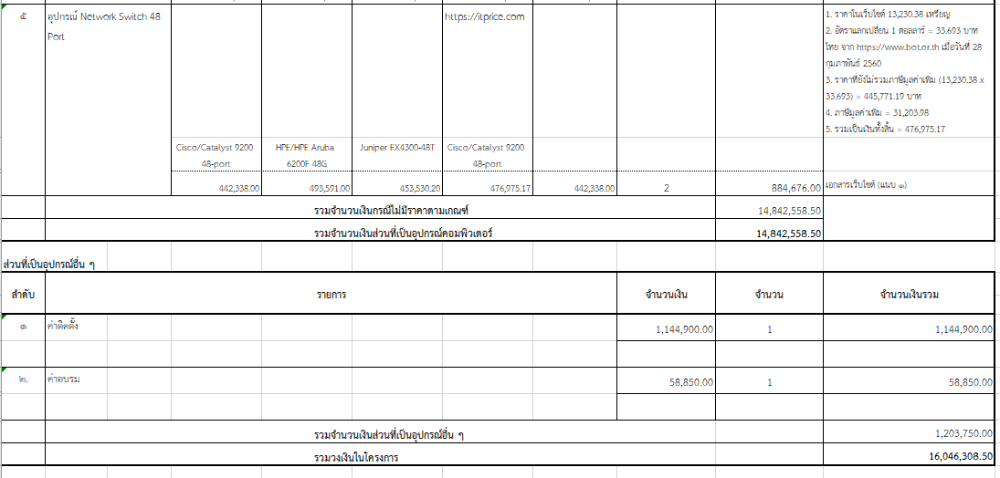 ๕ อุปกรณ์ Network Switch 48 Port
https://itprice.com
1. ราคาในเว็บไซต์ 13,230.38 เหรียญ
2. อัตราแลกเปลี่ยน 1 ดอลลาร์ = 33.693 บาท
ไทย จาก https://www.bot.or.th เมื่อวันที่ 28
กุมภาพันธ์ 2560
3. ราคาที่ยังไม่รวมภาษีมูลค่าเพิ่ม (13,230.38 x
33.693) = 445,771.19 บาท
4. ภาษีมูลค่าเพิ่ม = 31,203.98
5. รวมเป็นเงินทั้งสิ้น = 476,975.17
Cisco/Catalyst 9200 48-port
HPE/HPE Aruba 6200F 48G
Juniper EX4300-48T
Cisco/Catalyst 9200 48-port
442,338.00 493,591.00 453,530.20 476,975.17 442,338.00 2 884,676.00 เอกสารเว็บไซต์ (แนบ ๑)
รวมจำนวนเงินกรณีไม่มีราคาตามเกณฑ์ 14,842,558.50
รวมจำนวนเงินส่วนที่เป็นอุปกรณ์คอมพิวเตอร์ 14,842,558.50
ส่วนที่เป็นอุปกรณ์อื่น ๆ
ลำดับ รายการ จำนวนเงิน จำนวน จำนวนเงินรวม
๑ ค่าติดตั้ง 1,144,900.00 1 1,144,900.00
๒. ค่าอบรม 58,850.00 1 58,850.00
รวมจำนวนเงินส่วนที่เป็นอุปกรณ์อื่น ๆ 1,203,750.00
รวมวงเงินในโครงการ 16,046,308.50